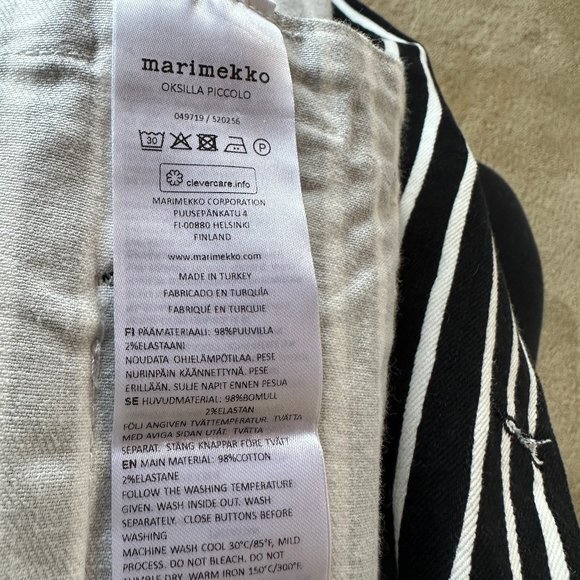 marimekko
OKSILLA PICCOLO
049719 / 520256
30
P
clevercare.info
MARIMEKKO CORPORATION
PUUSEPÄNKATU 4
FI-00880 HELSINKI
FINLAND
www.marimekko.com
MADE IN TURKEY
FABRICADO EN TURQUÍA
FABRIQUÉ EN TURQUIE
FI PÄÄMATERIAALI: 98%PUUVILLA
2%ELASTAANI
NOUDATA OHJELÄMPÖTILAA. PESE
NURINPÄIN KÄÄNNETTYNÄ. PESE
ERILLÄÄN. SULJE NAPIT ENNEN PESUA
SE HUVUDMATERIAL: 98%BOMULL
2%ELASTAN
FÖLJ ANGIVEN TVÄTTEMPERATUR. TVÄTTA
MED AVIGA SIDAN UTÅT. TVÄTTA
SEPARAT. STÄNG KNAPPAR FÖRE TVÄTT
EN MAIN MATERIAL: 98%COTTON
2%ELASTANE
FOLLOW THE WASHING TEMPERATURE
GIVEN. WASH INSIDE OUT. WASH
SEPARATELY. CLOSE BUTTONS BEFORE
WASHING
MACHINE WASH COOL 30°C/85°F, MILD
PROCESS. DO NOT BLEACH. DO NOT
TUMBLE DRY. WARM IRON 150°C/300°F.